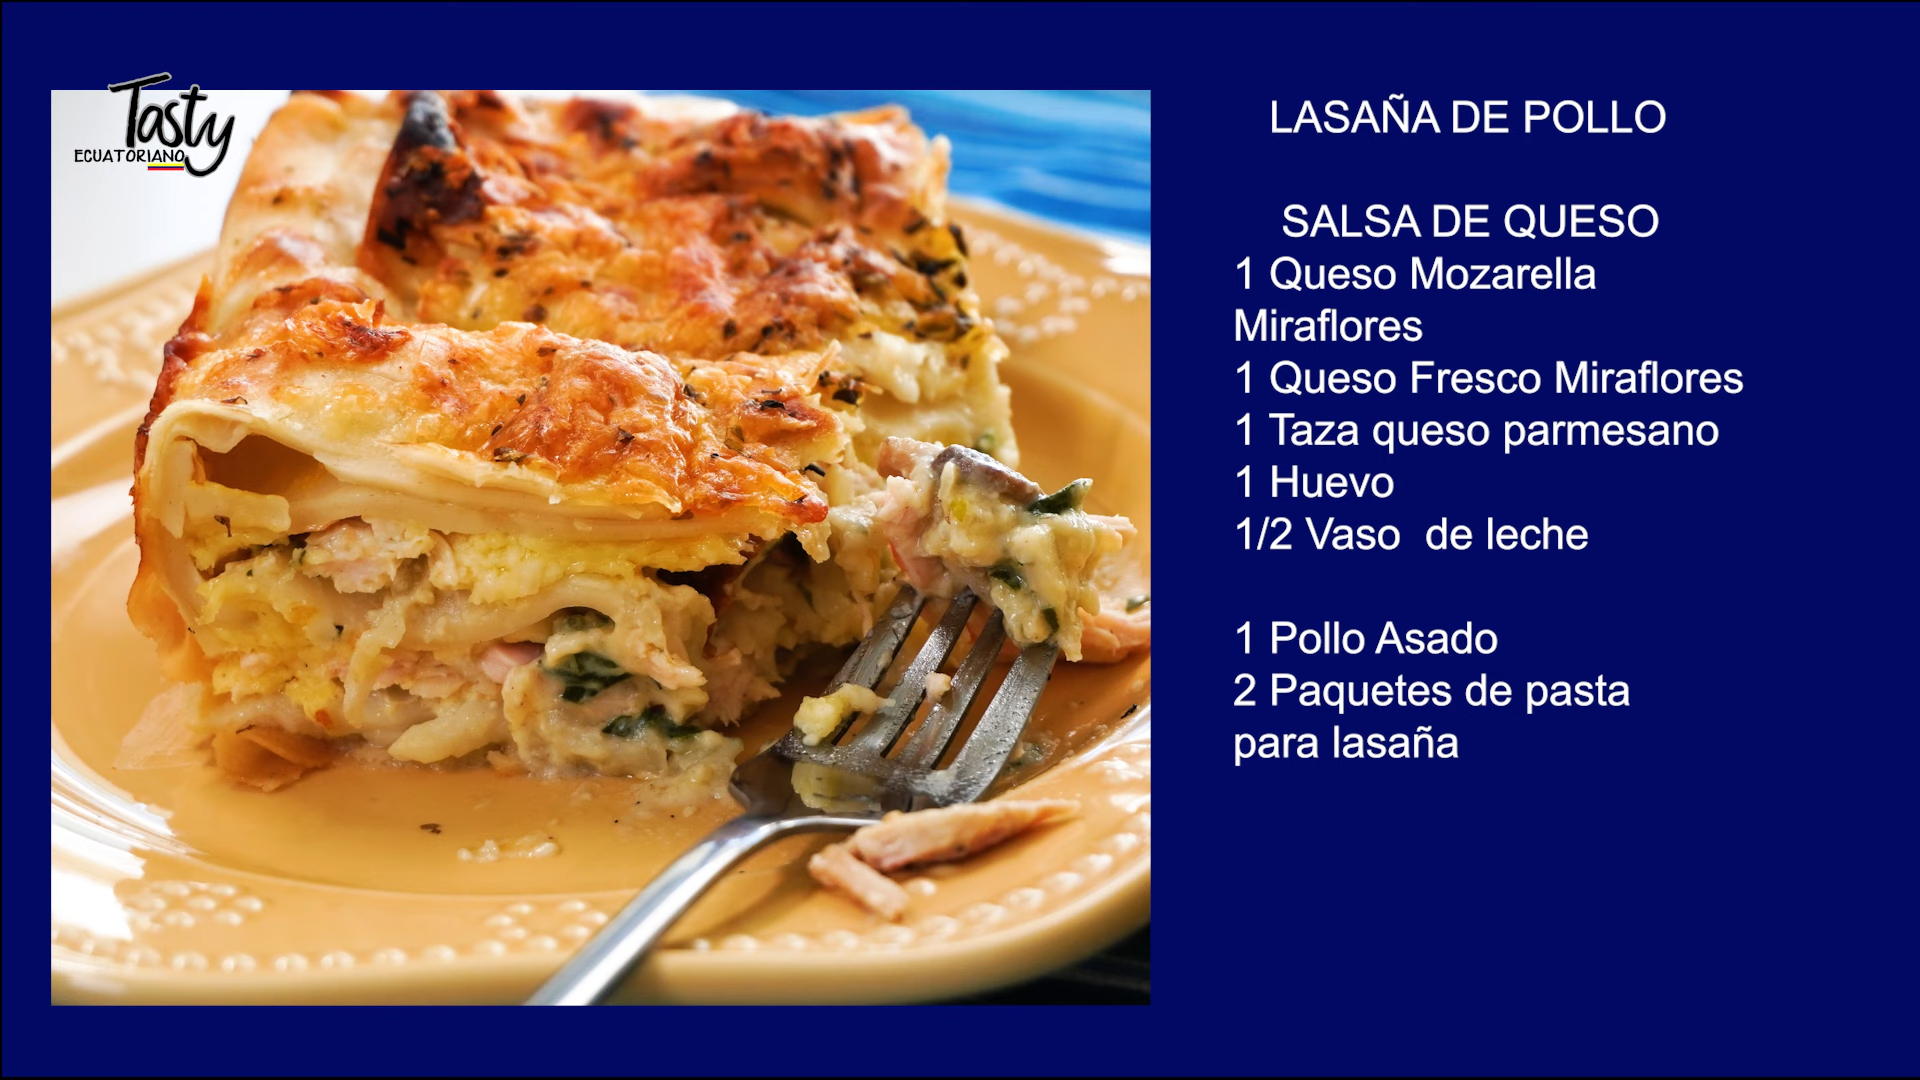 Tasty
ECUATORIANO
LASAÑA DE POLLO
SALSA DE QUESO
1 Queso Mozarella
Miraflores
1 Queso Fresco Miraflores
1 Taza queso parmesano
1 Huevo
1/2 Vaso  de leche
1 Pollo Asado
2 Paquetes de pasta
para lasaña